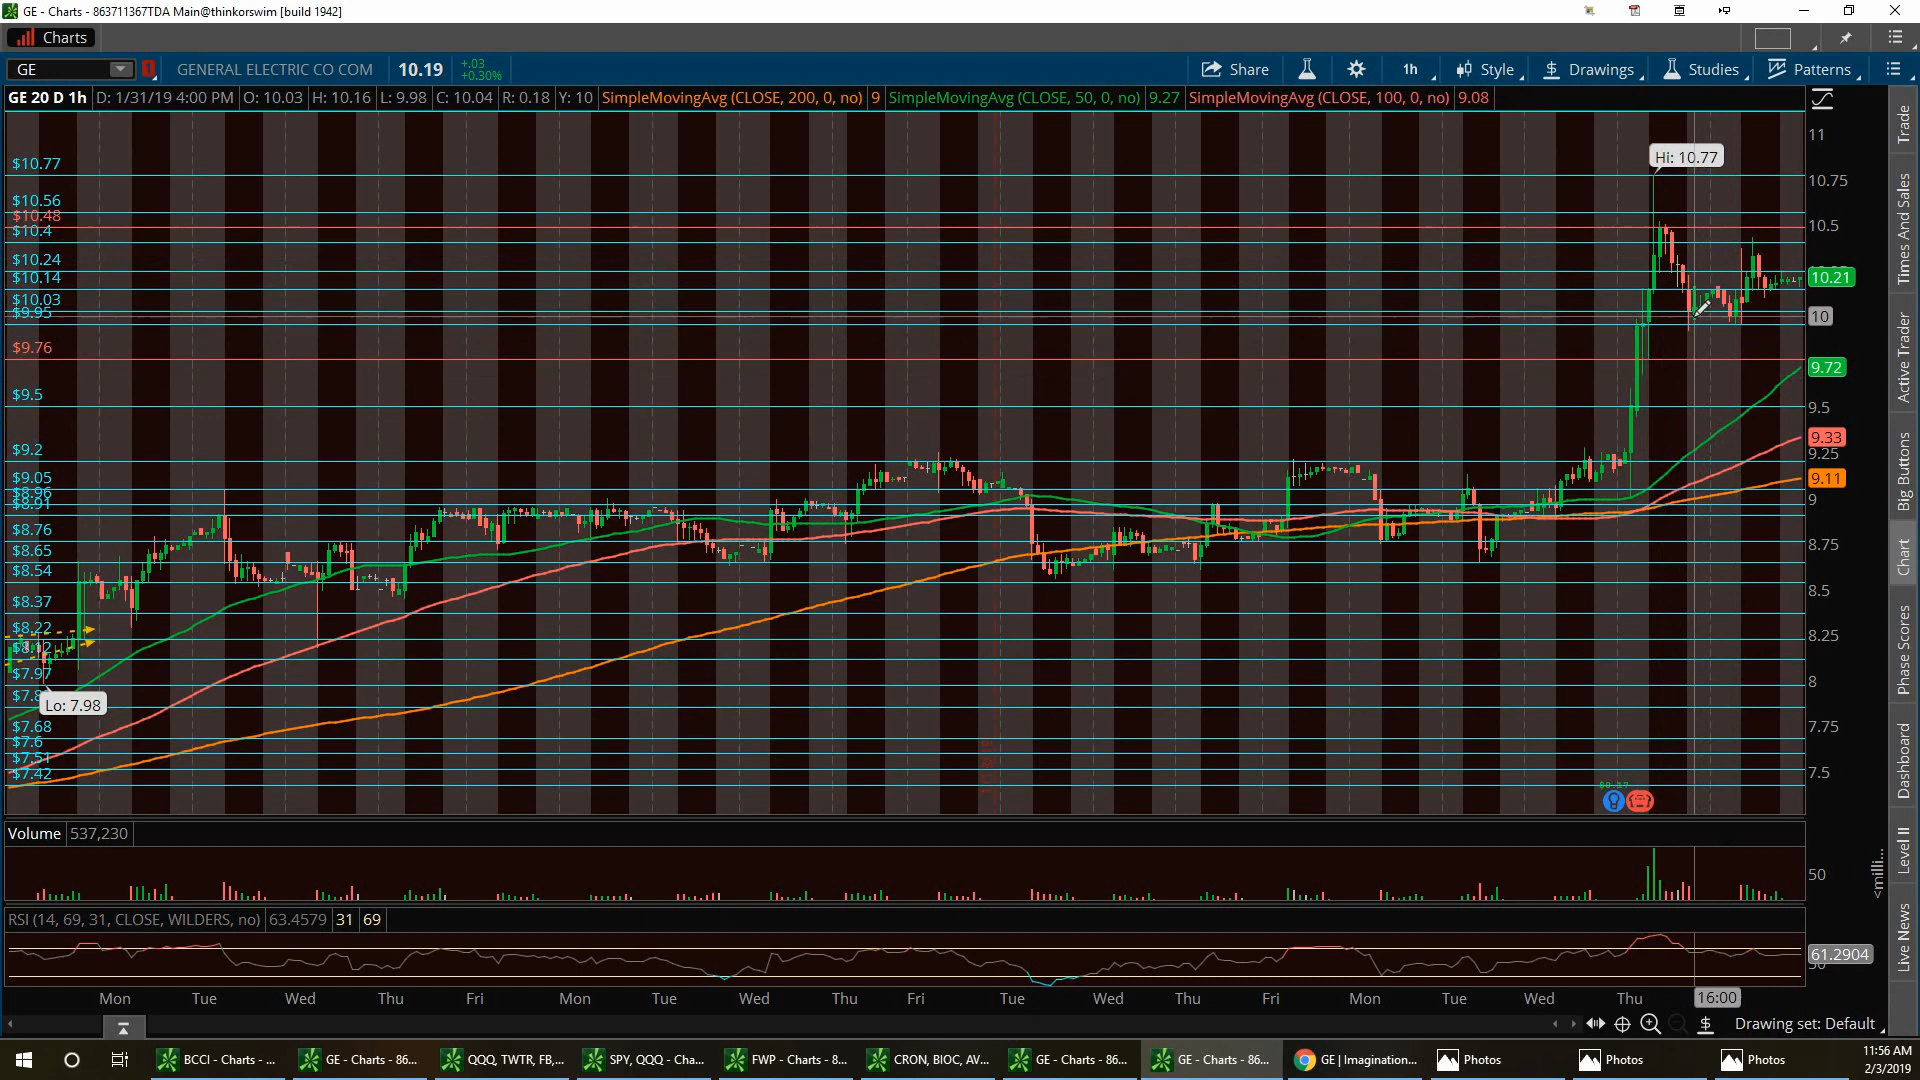 GE - Charts - 863711367TDA Main@thinkorswim [build 1942]
Charts
GE 1 GENERAL ELECTRIC CO COM 10.19 +.03 +0.30% Share 1h Style Drawings Studies Patterns
GE 20 D 1h D: 1/31/19 4:00 PM O: 10.03 H: 10.16 L: 9.98 C: 10.04 R: 0.18 Y: 10 SimpleMovingAvg (CLOSE, 200, 0, no) 9 SimpleMovingAvg (CLOSE, 50, 0, no) 9.27 SimpleMovingAvg (CLOSE, 100, 0, no) 9.08
$10.77
$10.56
$10.48
$10.4
$10.24
$10.14
$10.03
$9.95
$9.76
$9.5
$9.2
$9.05
$8.96
$8.91
$8.76
$8.65
$8.54
$8.37
$8.22
$8.12
$7.97
$7.68
$7.6
$7.51
$7.42
Lo: 7.98
Hi: 10.77
11
10.75
10.5
10.21
10
9.72
9.5
9.33
9.25
9.11
9
8.75
8.5
8.25
8
7.75
7.5
Volume 537,230
50
<milli...
RSI (14, 69, 31, CLOSE, WILDERS, no) 63.4579 31 69
61.2904
Mon Tue Wed Thu Fri Mon Tue Wed Thu Fri Tue Wed Thu Fri Mon Tue Wed Thu 16:00
Drawing set: Default
Trade
Times And Sales
Active Trader
Big Buttons
Chart
Phase Scores
Dashboard
Level II
Live News
BCCI - Charts - ...
GE - Charts - 86...
QQQ, TWTR, FB,...
SPY, QQQ - Cha...
FWP - Charts - 8...
CRON, BIOC, AV...
GE - Charts - 86...
GE - Charts - 86...
GE | Imagination...
Photos
Photos
Photos
11:56 AM
2/3/2019